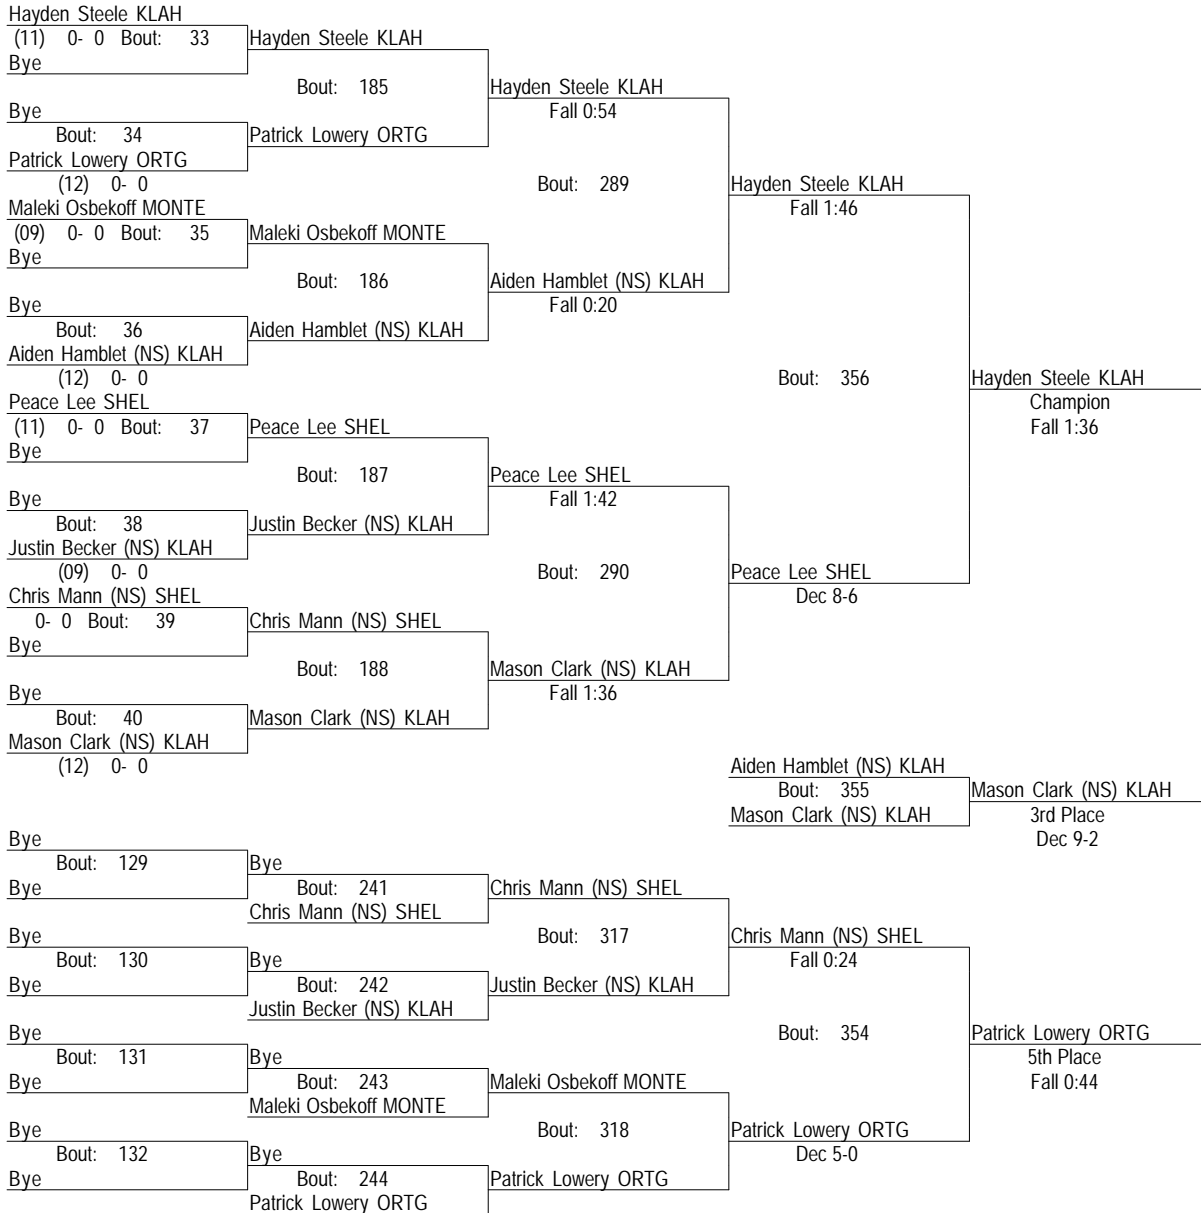 Hayden Steele KLAH
(11) 0- 0 Bout: 33 Hayden Steele KLAH
Bye
Bout: 185 Hayden Steele KLAH
Bye Fall 0:54
Bout: 34 Patrick Lowery ORTG
Patrick Lowery ORTG
(12) 0- 0 Bout: 289 Hayden Steele KLAH
Maleki Osbekoff MONTE Fall 1:46
(09) 0- 0 Bout: 35 Maleki Osbekoff MONTE
Bye
Bout: 186 Aiden Hamblet (NS) KLAH
Bye Fall 0:20
Bout: 36 Aiden Hamblet (NS) KLAH
Aiden Hamblet (NS) KLAH
(12) 0- 0 Bout: 356 Hayden Steele KLAH
Peace Lee SHEL Champion
(11) 0- 0 Bout: 37 Peace Lee SHEL Fall 1:36
Bye
Bout: 187 Peace Lee SHEL
Bye Fall 1:42
Bout: 38 Justin Becker (NS) KLAH
Justin Becker (NS) KLAH
(09) 0- 0 Bout: 290 Peace Lee SHEL
Chris Mann (NS) SHEL Dec 8-6
0- 0 Bout: 39 Chris Mann (NS) SHEL
Bye
Bout: 188 Mason Clark (NS) KLAH
Bye Fall 1:36
Bout: 40 Mason Clark (NS) KLAH
Mason Clark (NS) KLAH
(12) 0- 0 Aiden Hamblet (NS) KLAH
Bout: 355 Mason Clark (NS) KLAH
Mason Clark (NS) KLAH 3rd Place
Bye Dec 9-2
Bout: 129 Bye
Bye Bout: 241 Chris Mann (NS) SHEL
Chris Mann (NS) SHEL
Bye Bout: 317 Chris Mann (NS) SHEL
Bout: 130 Bye Fall 0:24
Bye Bout: 242 Justin Becker (NS) KLAH
Justin Becker (NS) KLAH
Bye Bout: 354 Patrick Lowery ORTG
Bout: 131 Bye 5th Place
Bye Bout: 243 Maleki Osbekoff MONTE Fall 0:44
Maleki Osbekoff MONTE
Bye Bout: 318 Patrick Lowery ORTG
Bout: 132 Bye Dec 5-0
Bye Bout: 244 Patrick Lowery ORTG
Patrick Lowery ORTG